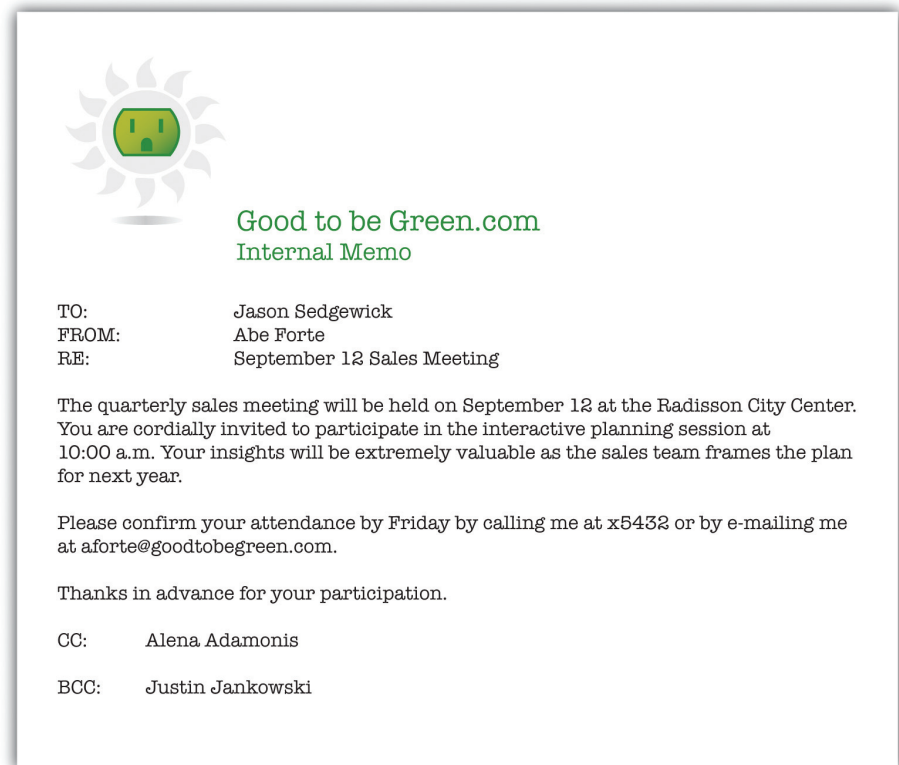 Good to be Green.com
Internal Memo
TO: Jason Sedgewick
FROM: Abe Forte
RE: September 12 Sales Meeting
The quarterly sales meeting will be held on September 12 at the Radisson City Center.
You are cordially invited to participate in the interactive planning session at
10:00 a.m. Your insights will be extremely valuable as the sales team frames the plan
for next year.
Please confirm your attendance by Friday by calling me at x5432 or by e-mailing me
at aforte@goodtobegreen.com.
Thanks in advance for your participation.
CC: Alena Adamonis
BCC: Justin Jankowski